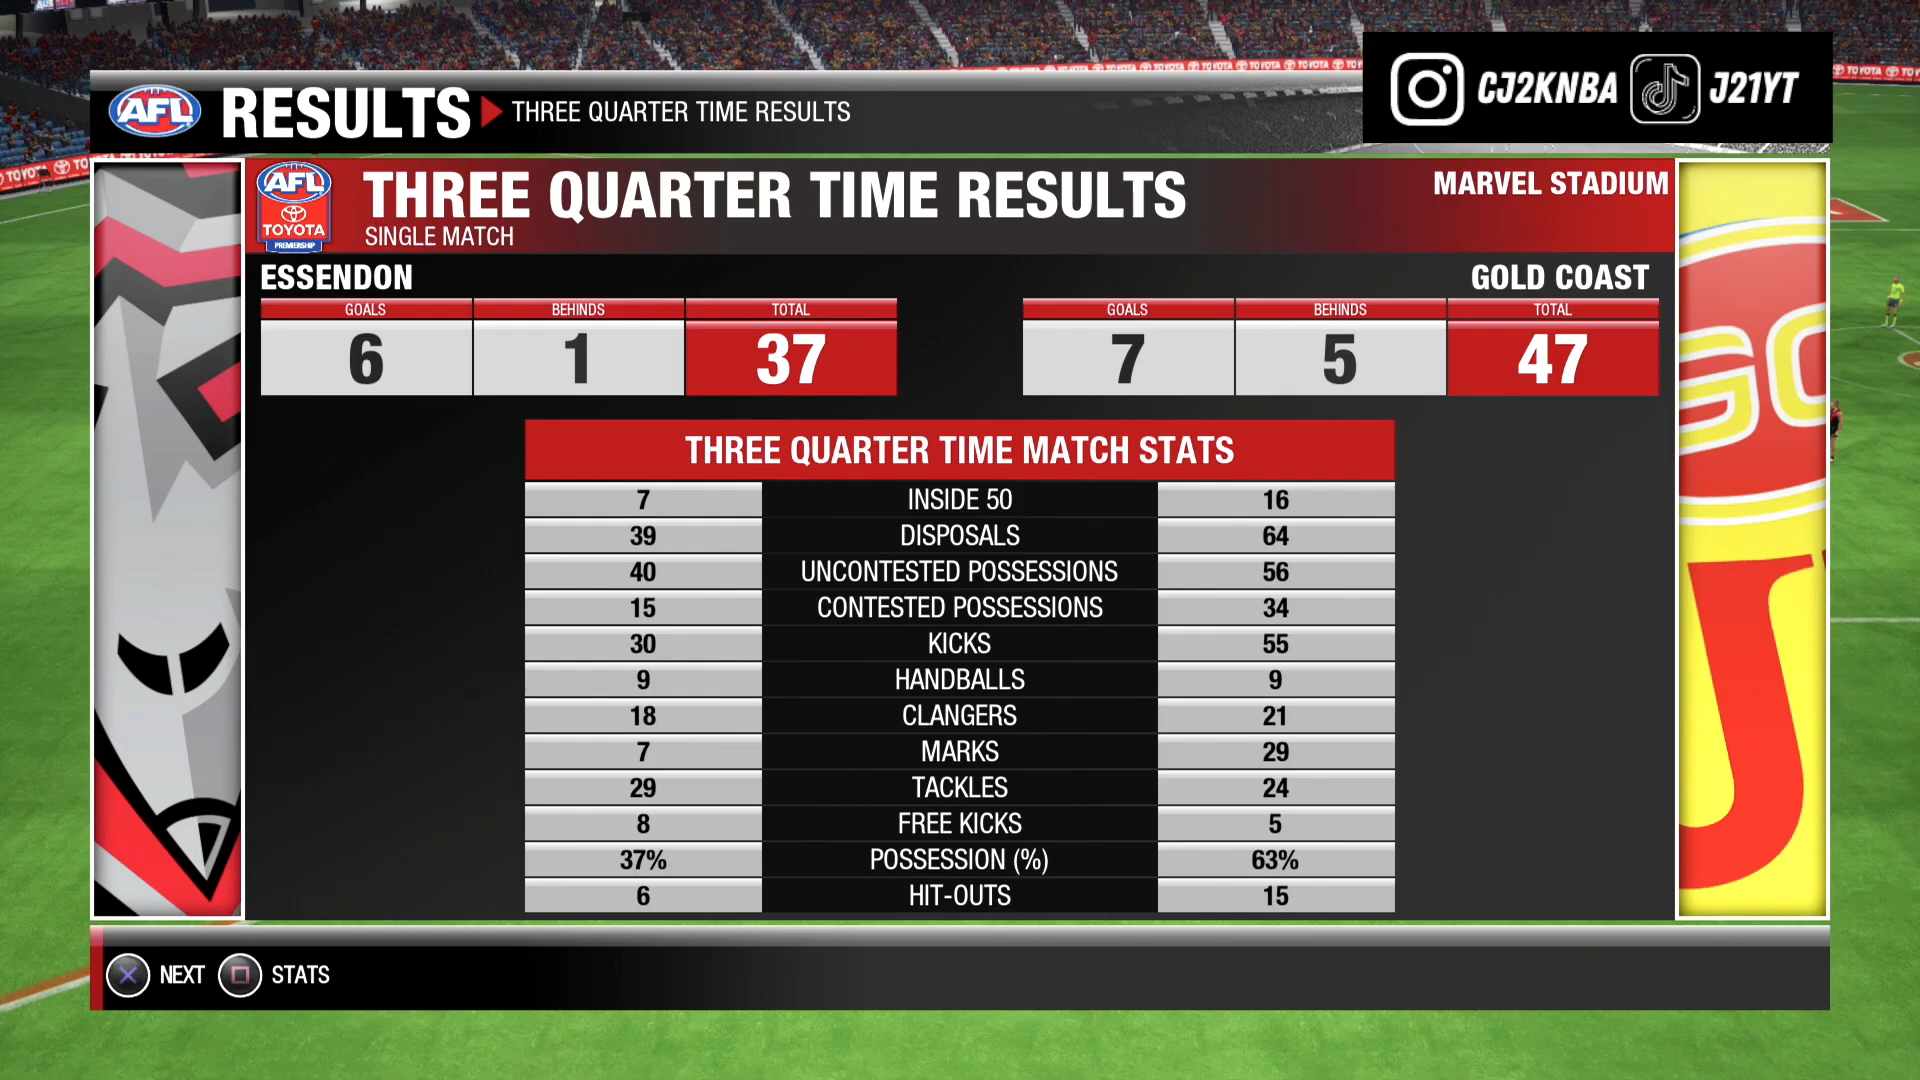 CJ2KNBA J21YT
AFL RESULTS THREE QUARTER TIME RESULTS
AFL TOYOTA PREMIERSHIP
THREE QUARTER TIME RESULTS
SINGLE MATCH
MARVEL STADIUM
ESSENDON GOLD COAST
GOALS BEHINDS TOTAL GOALS BEHINDS TOTAL
6 1 37 7 5 47
THREE QUARTER TIME MATCH STATS
7 INSIDE 50 16
39 DISPOSALS 64
40 UNCONTESTED POSSESSIONS 56
15 CONTESTED POSSESSIONS 34
30 KICKS 55
9 HANDBALLS 9
18 CLANGERS 21
7 MARKS 29
29 TACKLES 24
8 FREE KICKS 5
37% POSSESSION (%) 63%
6 HIT-OUTS 15
NEXT STATS